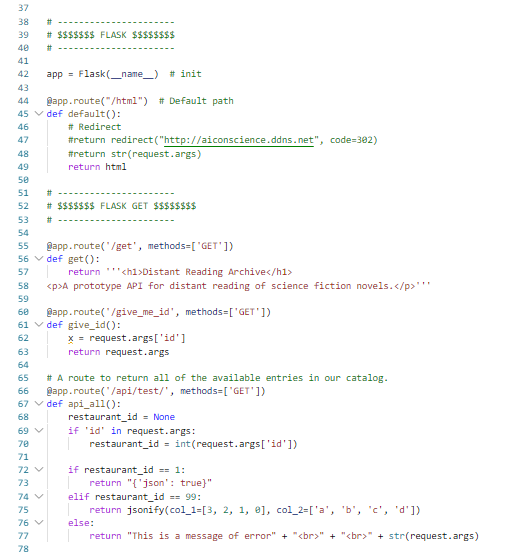 37
38 # ----------------------
39 # $$$$$$$ FLASK $$$$$$$$
40 # ----------------------
41
42 app = Flask(__name__) # init
43
44 @app.route("/html") # Default path
45 def default():
46 # Redirect
47 #return redirect("http://aiconscience.ddns.net", code=302)
48 #return str(request.args)
49 return html
50
51 # ----------------------
52 # $$$$$$$ FLASK GET $$$$$$$$
53 # ----------------------
54
55 @app.route('/get', methods=['GET'])
56 def get():
57 return '''<h1>Distant Reading Archive</h1>
58 <p>A prototype API for distant reading of science fiction novels.</p>'''
59
60 @app.route('/give_me_id', methods=['GET'])
61 def give_id():
62 x = request.args['id']
63 return request.args
64
65 # A route to return all of the available entries in our catalog.
66 @app.route('/api/test/', methods=['GET'])
67 def api_all():
68 restaurant_id = None
69 if 'id' in request.args:
70 restaurant_id = int(request.args['id'])
71
72 if restaurant_id == 1:
73 return "{'json': true}"
74 elif restaurant_id == 99:
75 return jsonify(col_1=[3, 2, 1, 0], col_2=['a', 'b', 'c', 'd'])
76 else:
77 return "This is a message of error" + "<br>" + "<br>" + str(request.args)
78